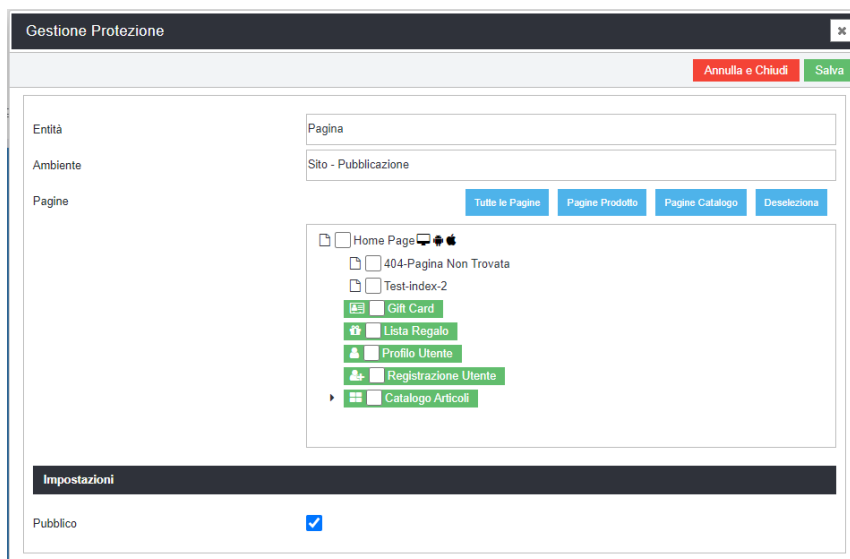 Gestione Protezione
Annulla e Chiudi Salva
Entità Pagina
Ambiente Sito - Pubblicazione
Pagine Tutte le Pagine Pagine Prodotto Pagine Catalogo Deseleziona
Home Page
404-Pagina Non Trovata
Test-index-2
Gift Card
Lista Regalo
Profilo Utente
Registrazione Utente
Catalogo Articoli
Impostazioni
Pubblico